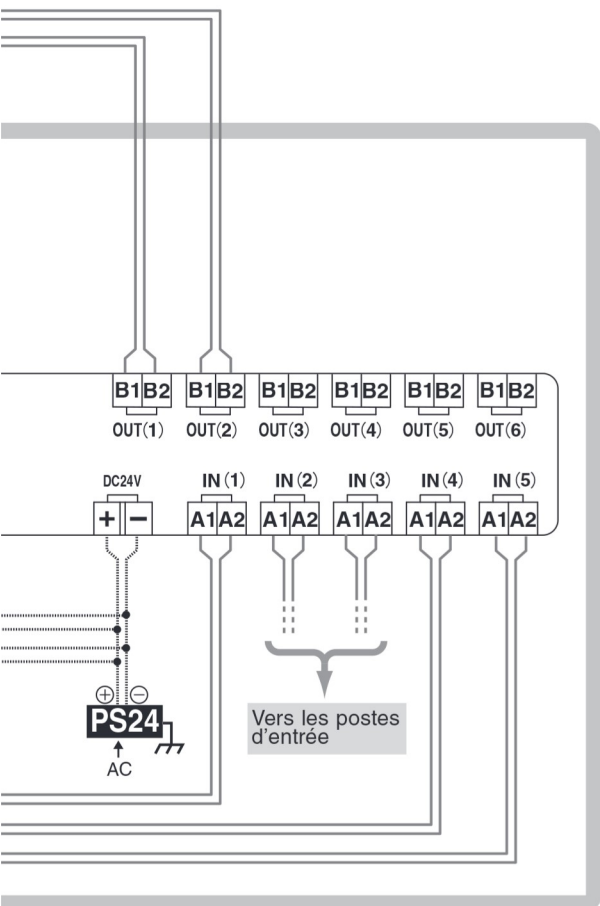 B1 B2 B1 B2 B1 B2 B1 B2 B1 B2 B1 B2
OUT(1) OUT(2) OUT(3) OUT(4) OUT(5) OUT(6)
DC24V IN(1) IN(2) IN(3) IN(4) IN(5)
+ − A1 A2 A1 A2 A1 A2 A1 A2 A1 A2
⊕ ⊖
PS24
AC
Vers les postes
d'entrée